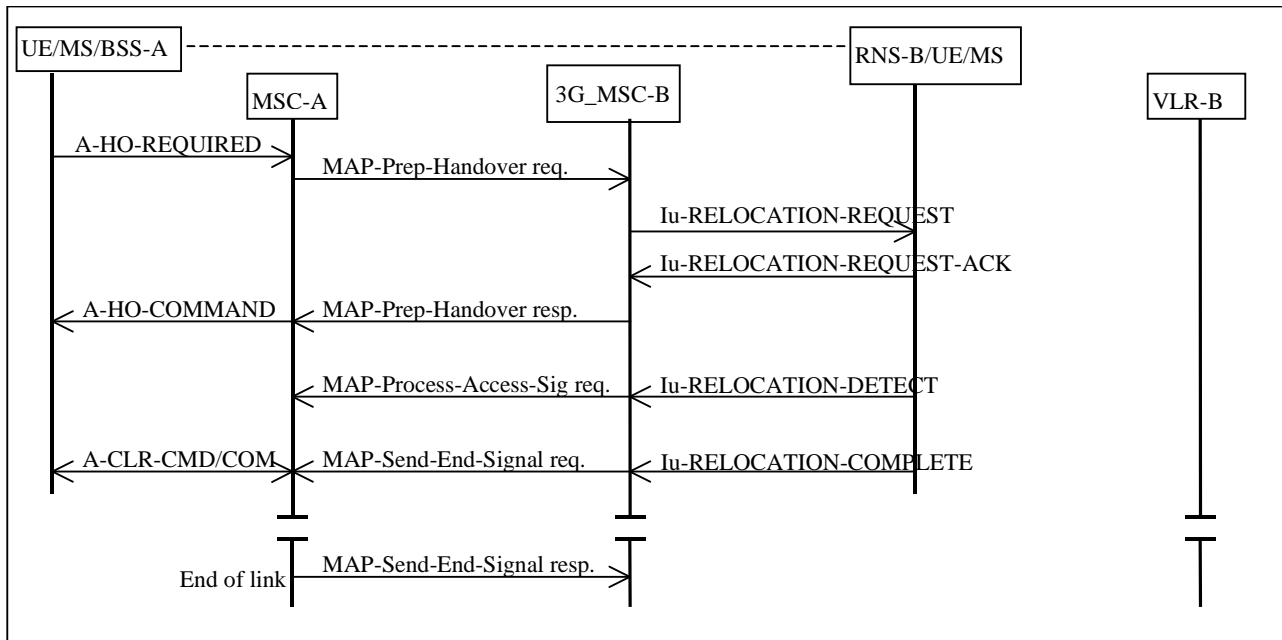 UE/MS/BSS-A
RNS-B/UE/MS
MSC-A
3G_MSC-B
VLR-B
A-HO-REQUIRED
MAP-Prep-Handover req.
Iu-RELOCATION-REQUEST
Iu-RELOCATION-REQUEST-ACK
A-HO-COMMAND
MAP-Prep-Handover resp.
MAP-Process-Access-Sig req.
Iu-RELOCATION-DETECT
A-CLR-CMD/COM
MAP-Send-End-Signal req.
Iu-RELOCATION-COMPLETE
End of link
MAP-Send-End-Signal resp.